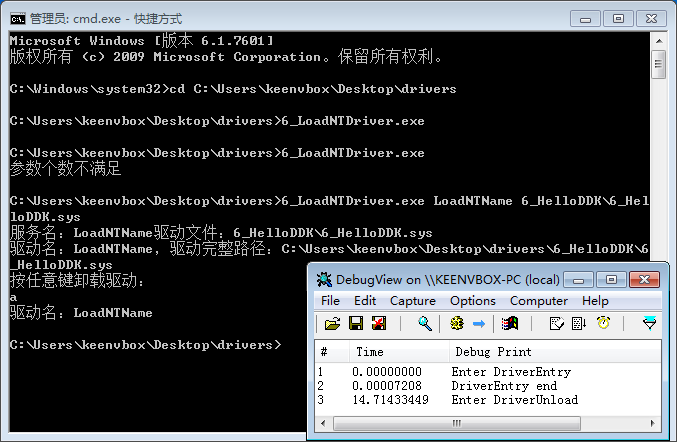 管理员: cmd.exe - 快捷方式
Microsoft Windows [版本 6.1.7601]
版权所有 (c) 2009 Microsoft Corporation。保留所有权利。
C:\Windows\system32>cd C:\Users\keenvbox\Desktop\drivers
C:\Users\keenvbox\Desktop\drivers>6_LoadNTDriver.exe
C:\Users\keenvbox\Desktop\drivers>6_LoadNTDriver.exe
参数个数不满足
C:\Users\keenvbox\Desktop\drivers>6_LoadNTDriver.exe LoadNTName 6_HelloDDK\6_Hel
loDDK.sys
服务名：LoadNTName驱动文件：6_HelloDDK\6_HelloDDK.sys
驱动名：LoadNTName，驱动完整路径：C:\Users\keenvbox\Desktop\drivers\6_HelloDDK\6
_HelloDDK.sys
按任意键卸载驱动：
a
驱动名：LoadNTName
C:\Users\keenvbox\Desktop\drivers>
DebugView on \\KEENVBOX-PC (local)
File Edit Capture Options Computer Help
# Time Debug Print
1 0.00000000 Enter DriverEntry
2 0.00007208 DriverEntry end
3 14.71433449 Enter DriverUnload